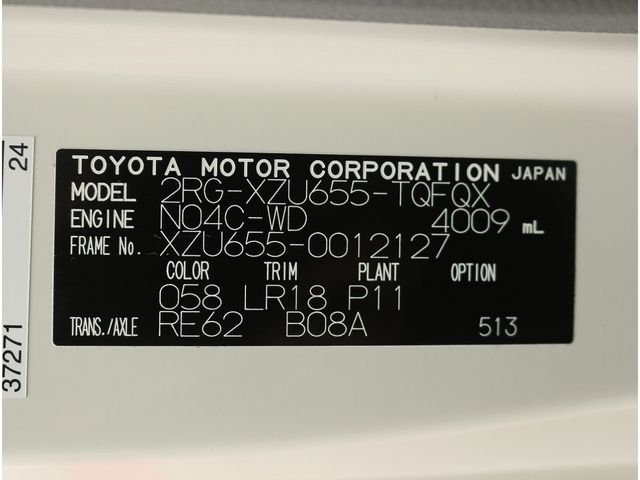 TOYOTA MOTOR CORPORATION JAPAN
MODEL 2RG-XZU655-TQFQX
ENGINE N04C-WD 4009 mL
FRAME No. XZU655-0012127
COLOR TRIM PLANT OPTION
058 LR18 P11
TRANS./AXLE RE62 B08A 513
37271 24